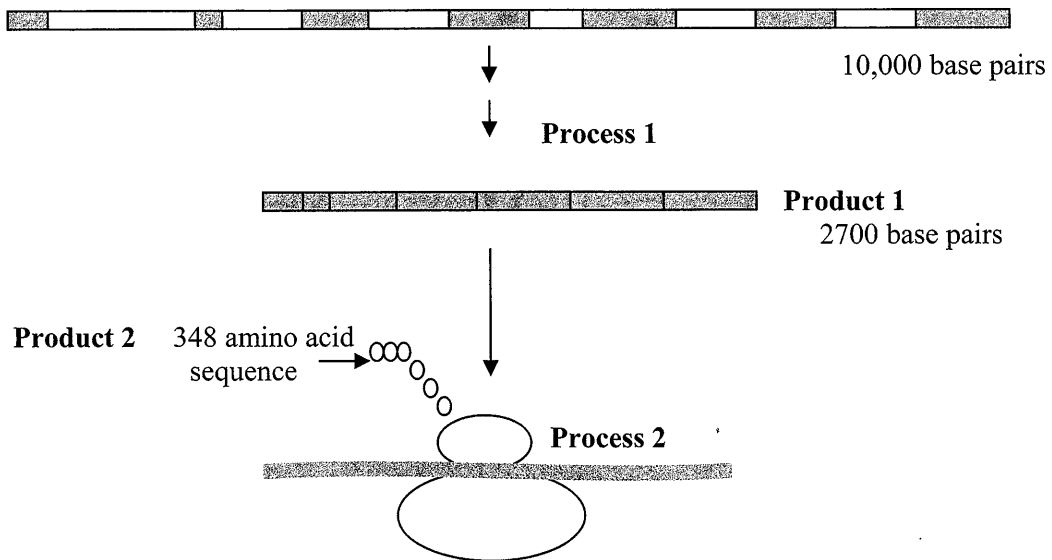 10,000 base pairs
Process 1
Product 1
2700 base pairs
Product 2 348 amino acid
sequence
Process 2